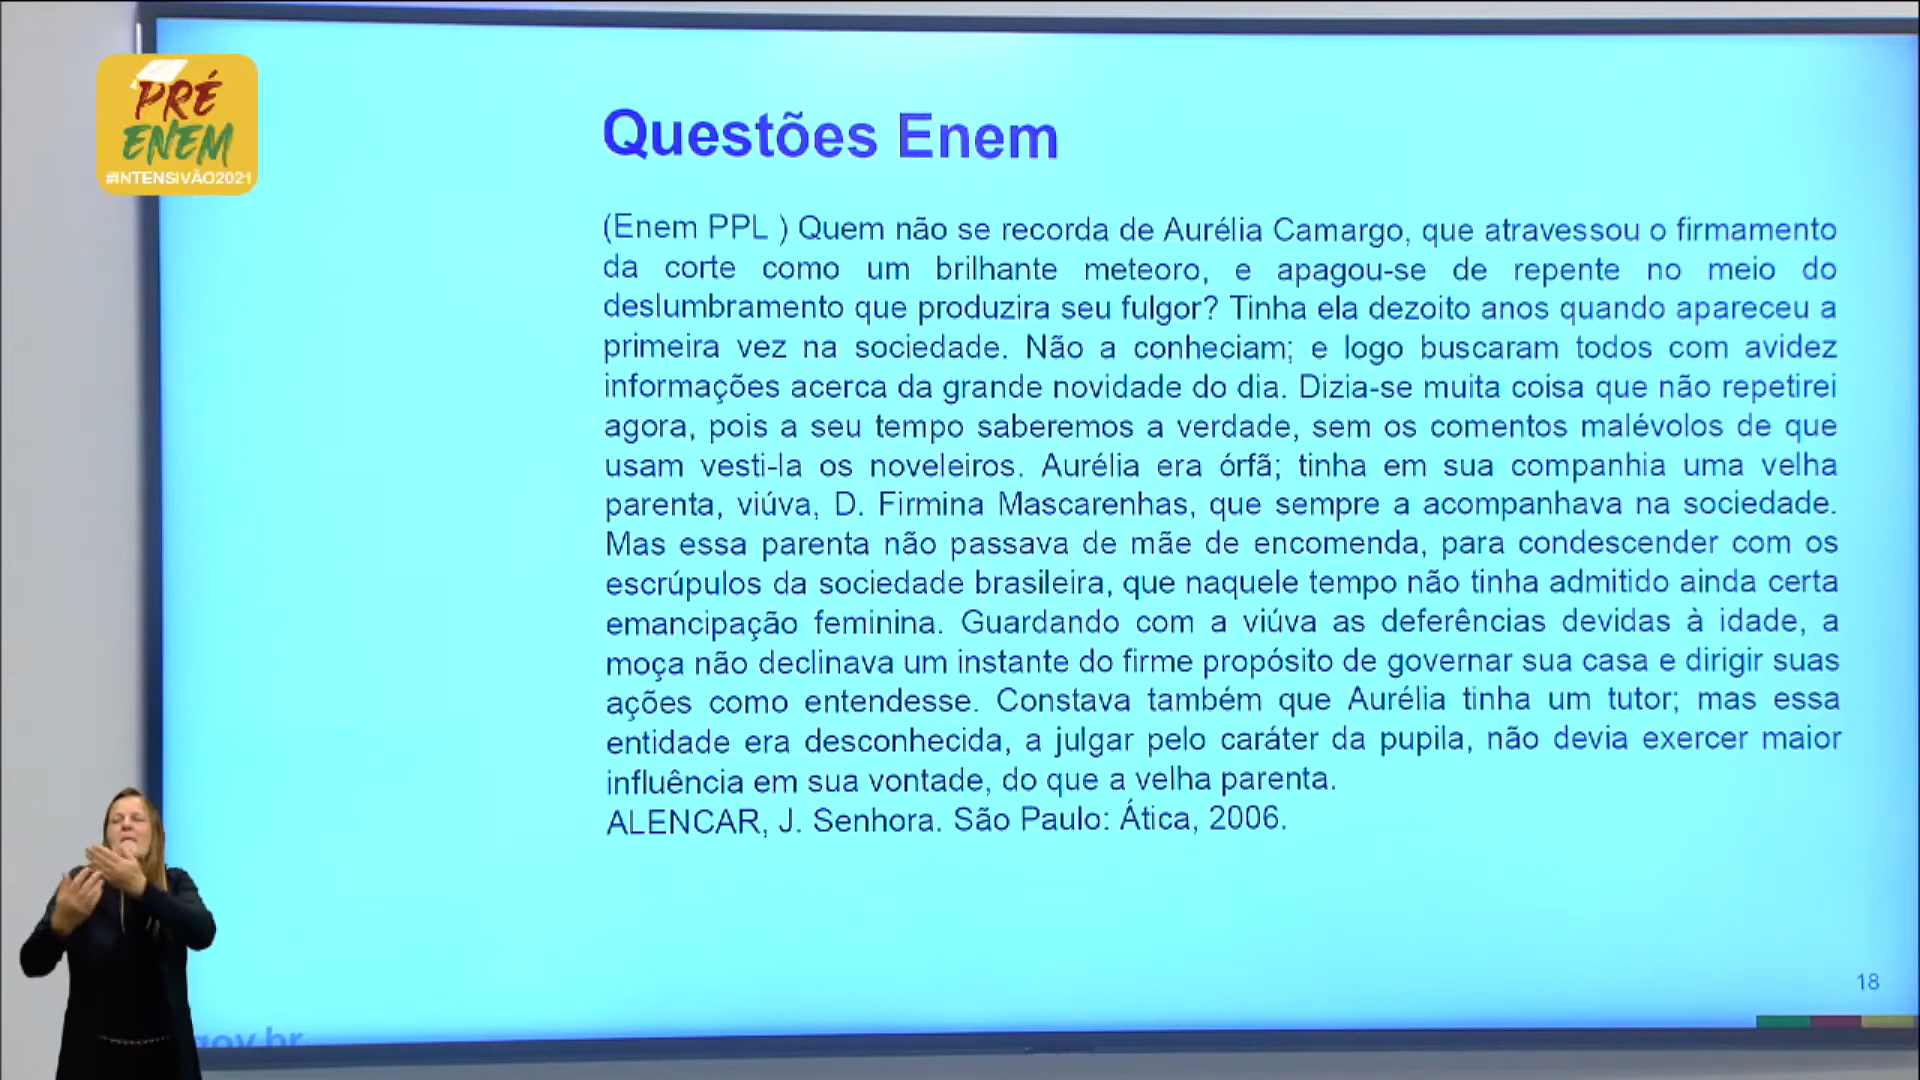 PRÉ
ENEM
#INTENSIVÃO2021
Questões Enem
(Enem PPL ) Quem não se recorda de Aurélia Camargo, que atravessou o firmamento
da corte como um brilhante meteoro, e apagou-se de repente no meio do
deslumbramento que produzira seu fulgor? Tinha ela dezoito anos quando apareceu a
primeira vez na sociedade. Não a conheciam; e logo buscaram todos com avidez
informações acerca da grande novidade do dia. Dizia-se muita coisa que não repetirei
agora, pois a seu tempo saberemos a verdade, sem os comentos malévolos de que
usam vesti-la os noveleiros. Aurélia era órfã; tinha em sua companhia uma velha
parenta, viúva, D. Firmina Mascarenhas, que sempre a acompanhava na sociedade.
Mas essa parenta não passava de mãe de encomenda, para condescender com os
escrúpulos da sociedade brasileira, que naquele tempo não tinha admitido ainda certa
emancipação feminina. Guardando com a viúva as deferências devidas à idade, a
moça não declinava um instante do firme propósito de governar sua casa e dirigir suas
ações como entendesse. Constava também que Aurélia tinha um tutor; mas essa
entidade era desconhecida, a julgar pelo caráter da pupila, não devia exercer maior
influência em sua vontade, do que a velha parenta.
ALENCAR, J. Senhora. São Paulo: Ática, 2006.
18
gov.br